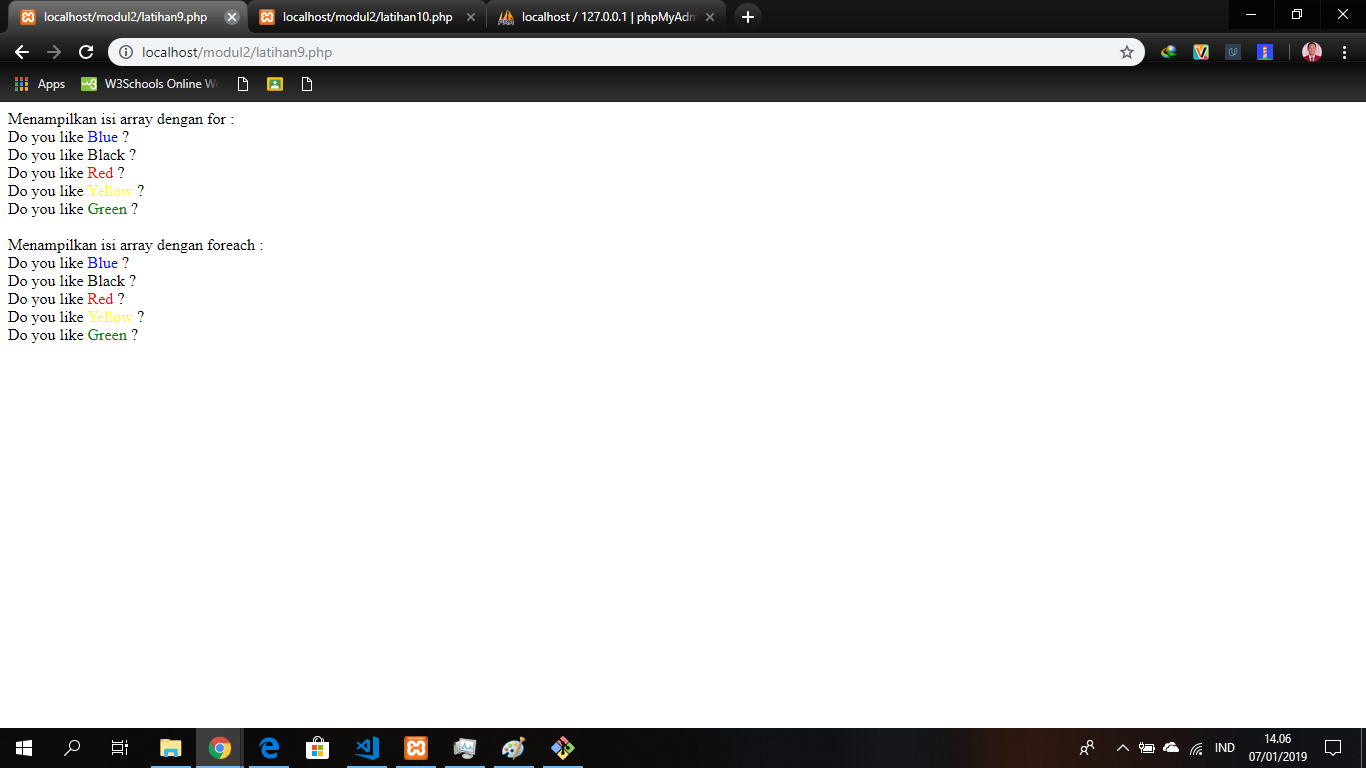 localhost/modul2/latihan9.php
localhost/modul2/latihan10.php
localhost / 127.0.0.1 | phpMyAdm
localhost/modul2/latihan9.php
Apps
W3Schools Online W
Menampilkan isi array dengan for :
Do you like Blue ?
Do you like Black ?
Do you like Red ?
Do you like Yellow ?
Do you like Green ?
Menampilkan isi array dengan foreach :
Do you like Blue ?
Do you like Black ?
Do you like Red ?
Do you like Yellow ?
Do you like Green ?
IND
14.06
07/01/2019